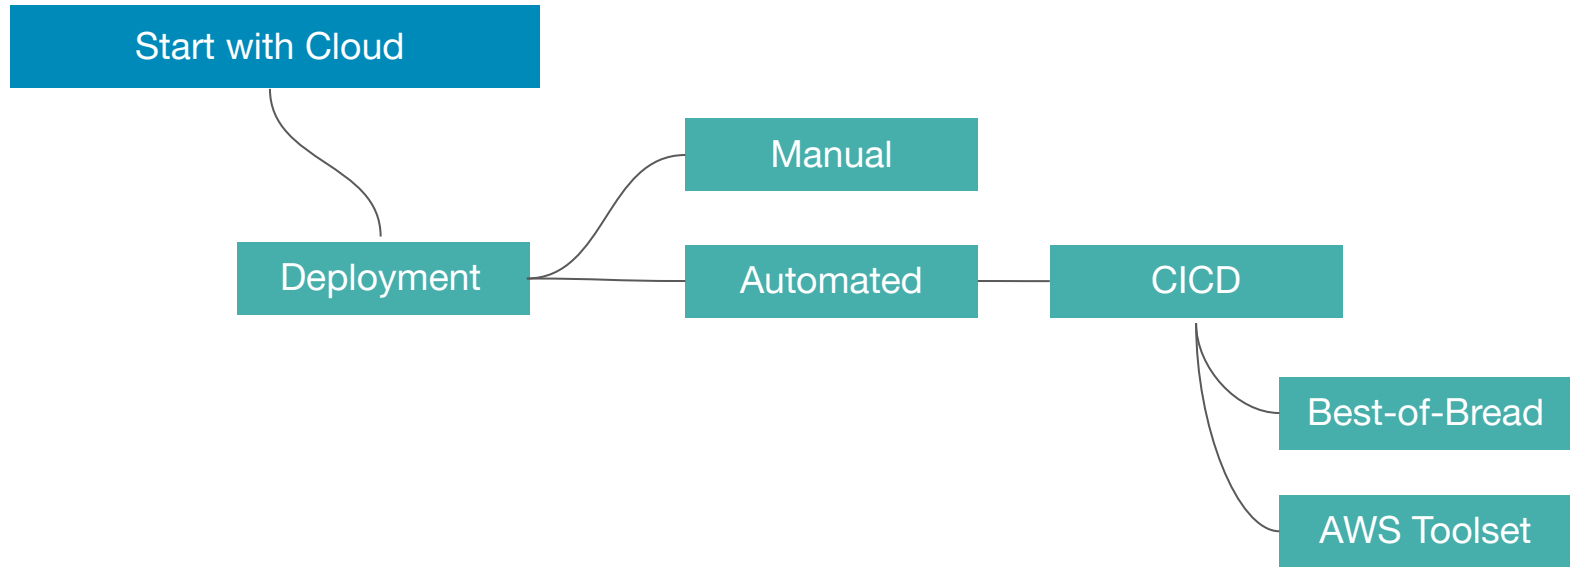 Start with Cloud
Manual
Deployment
Automated
CICD
Best-of-Bread
AWS Toolset